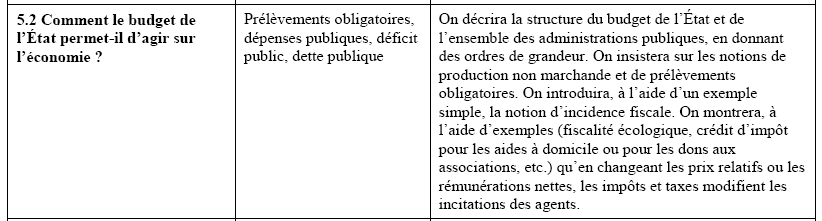 5.2 Comment le budget de
l’État permet-il d’agir sur
l’économie ?
Prélèvements obligatoires,
dépenses publiques, déficit
public, dette publique
On décrira la structure du budget de l’État et de
l’ensemble des administrations publiques, en donnant
des ordres de grandeur. On insistera sur les notions de
production non marchande et de prélèvements
obligatoires. On introduira, à l’aide d’un exemple
simple, la notion d’incidence fiscale. On montrera, à
l’aide d’exemples (fiscalité écologique, crédit d’impôt
pour les aides à domicile ou pour les dons aux
associations, etc.) qu’en changeant les prix relatifs ou les
rémunérations nettes, les impôts et taxes modifient les
incitations des agents.